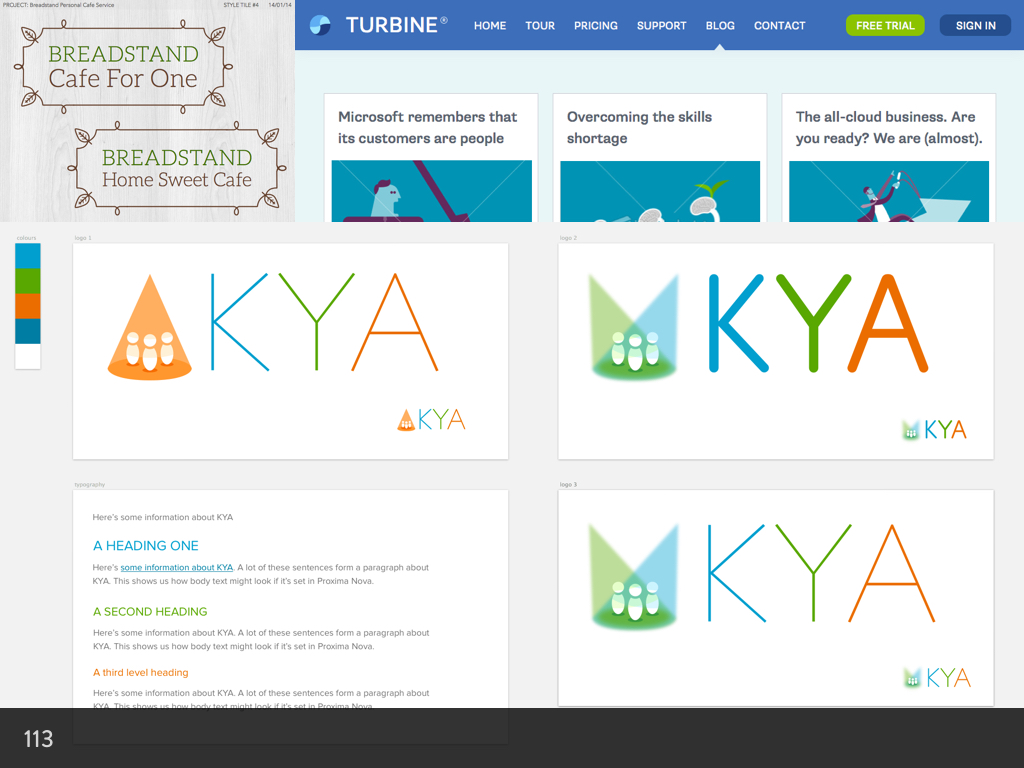 PROJECT: Breadstand Personal Cafe Service
STYLE TILE #4 14/01/14
BREADSTAND
Cafe For One
BREADSTAND
Home Sweet Cafe
TURBINE®
HOME TOUR PRICING SUPPORT BLOG CONTACT
FREE TRIAL
SIGN IN
Microsoft remembers that
its customers are people
Overcoming the skills
shortage
The all-cloud business. Are
you ready? We are (almost).
colours
logo 1
KYA
KYA
logo 2
KYA
KYA
typography
Here's some information about KYA
A HEADING ONE
Here's some information about KYA. A lot of these sentences form a paragraph about
KYA. This shows us how body text might look if it's set in Proxima Nova.
A SECOND HEADING
Here's some information about KYA. A lot of these sentences form a paragraph about
KYA. This shows us how body text might look if it's set in Proxima Nova.
A third level heading
Here's some information about KYA. A lot of these sentences form a paragraph about
KYA. This shows us how body text might look if it's set in Proxima Nova.
logo 3
KYA
KYA
113